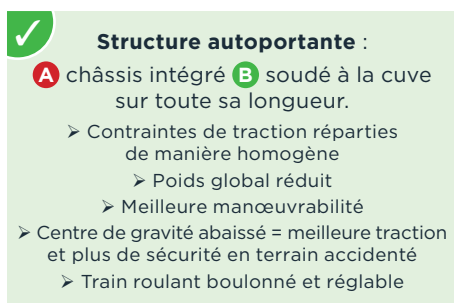 ✓
Structure autoportante :
A châssis intégré B soudé à la cuve
sur toute sa longueur.
➢ Contraintes de traction réparties
de manière homogène
➢ Poids global réduit
➢ Meilleure manœuvrabilité
➢ Centre de gravité abaissé = meilleure traction
et plus de sécurité en terrain accidenté
➢ Train roulant boulonné et réglable